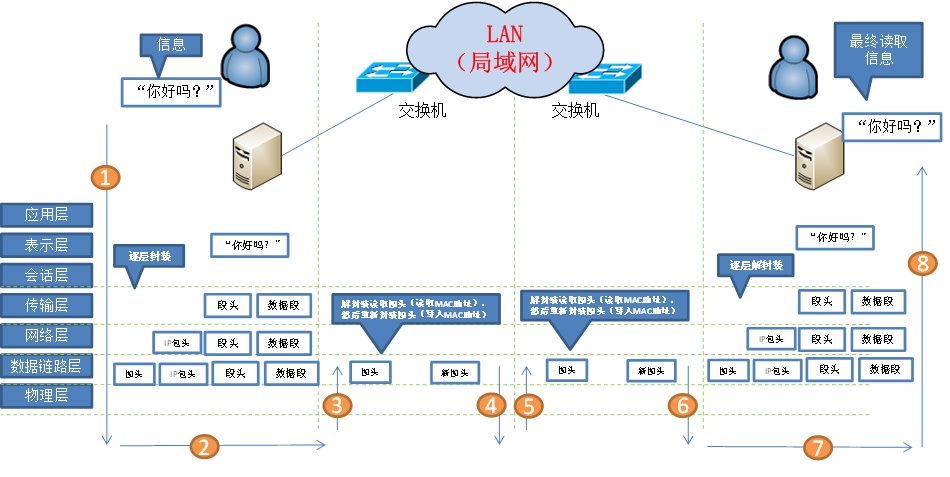 LAN
（局域网）
信息
“你好吗？”
最终读取
信息
“你好吗？”
交换机
交换机
1
应用层
表示层
会话层
传输层
网络层
数据链路层
物理层
“你好吗？”
逐层封装
段头
数据段
IP包头
段头
数据段
帧头
IP包头
段头
数据段
2
解封装读取帧头（读取MAC地址），
然后重新封装帧头（写入MAC地址）
帧头
新帧头
3
4
解封装读取帧头（读取MAC地址），
然后重新封装帧头（写入MAC地址）
帧头
新帧头
5
6
“你好吗？”
逐层解封装
段头
数据段
IP包头
段头
数据段
帧头
IP包头
段头
数据段
7
8